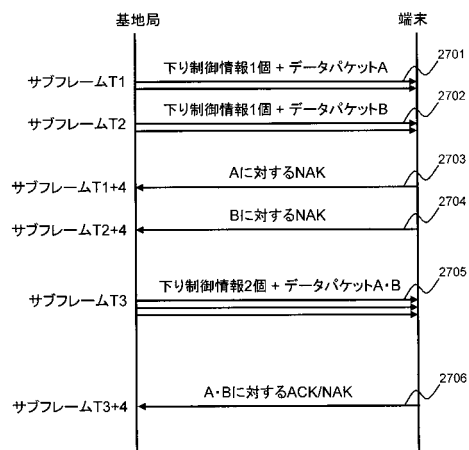 基地局
端末
2701
下り制御情報1個 + データパケットA
サブフレームT1
2702
下り制御情報1個 + データパケットB
サブフレームT2
2703
Aに対するNAK
サブフレームT1+4
2704
Bに対するNAK
サブフレームT2+4
2705
下り制御情報2個 + データパケットA・B
サブフレームT3
2706
A・Bに対するACK/NAK
サブフレームT3+4